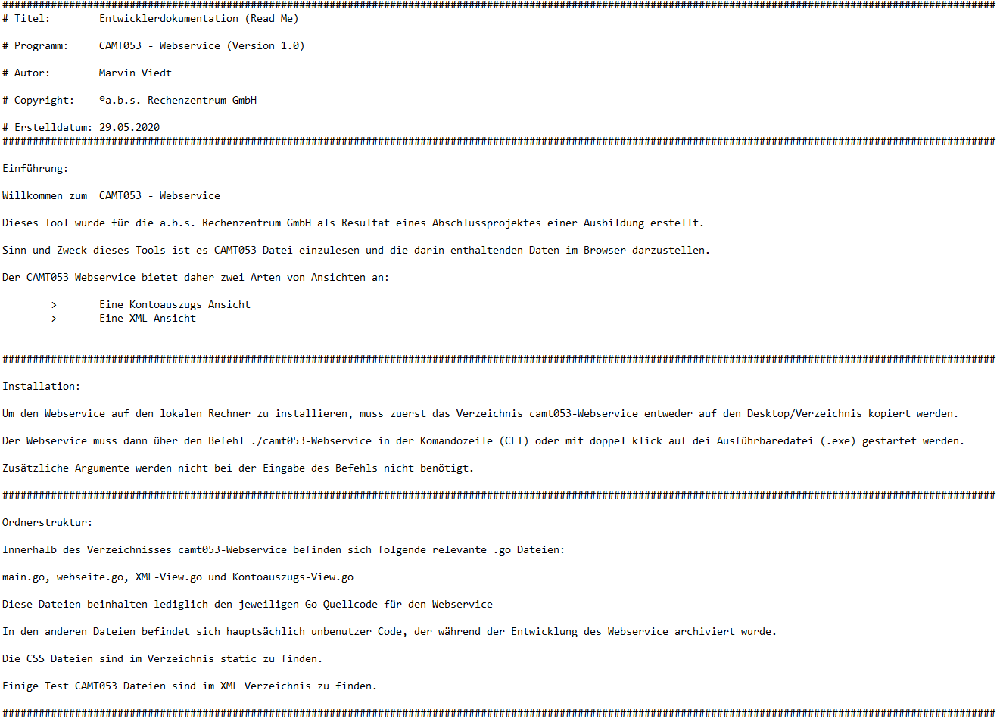 ####################################################################################################################################################################
# Titel:        Entwicklerdokumentation (Read Me)
# Programm:     CAMT053 - Webservice (Version 1.0)
# Autor:        Marvin Viedt
# Copyright:    ©a.b.s. Rechenzentrum GmbH
# Erstelldatum: 29.05.2020
####################################################################################################################################################################
Einführung:
Willkommen zum  CAMT053 - Webservice
Dieses Tool wurde für die a.b.s. Rechenzentrum GmbH als Resultat eines Abschlussprojektes einer Ausbildung erstellt.
Sinn und Zweck dieses Tools ist es CAMT053 Datei einzulesen und die darin enthaltenden Daten im Browser darzustellen.
Der CAMT053 Webservice bietet daher zwei Arten von Ansichten an:
>       Eine Kontoauszugs Ansicht
>       Eine XML Ansicht
####################################################################################################################################################################
Installation:
Um den Webservice auf den lokalen Rechner zu installieren, muss zuerst das Verzeichnis camt053-Webservice entweder auf den Desktop/Verzeichnis kopiert werden.
Der Webservice muss dann über den Befehl ./camt053-Webservice in der Komandozeile (CLI) oder mit doppel klick auf dei Ausführbaredatei (.exe) gestartet werden.
Zusätzliche Argumente werden nicht bei der Eingabe des Befehls nicht benötigt.
####################################################################################################################################################################
Ordnerstruktur:
Innerhalb des Verzeichnisses camt053-Webservice befinden sich folgende relevante .go Dateien:
main.go, webseite.go, XML-View.go und Kontoauszugs-View.go
Diese Dateien beinhalten lediglich den jeweiligen Go-Quellcode für den Webservice
In den anderen Dateien befindet sich hauptsächlich unbenutzer Code, der während der Entwicklung des Webservice archiviert wurde.
Die CSS Dateien sind im Verzeichnis static zu finden.
Einige Test CAMT053 Dateien sind im XML Verzeichnis zu finden.
####################################################################################################################################################################